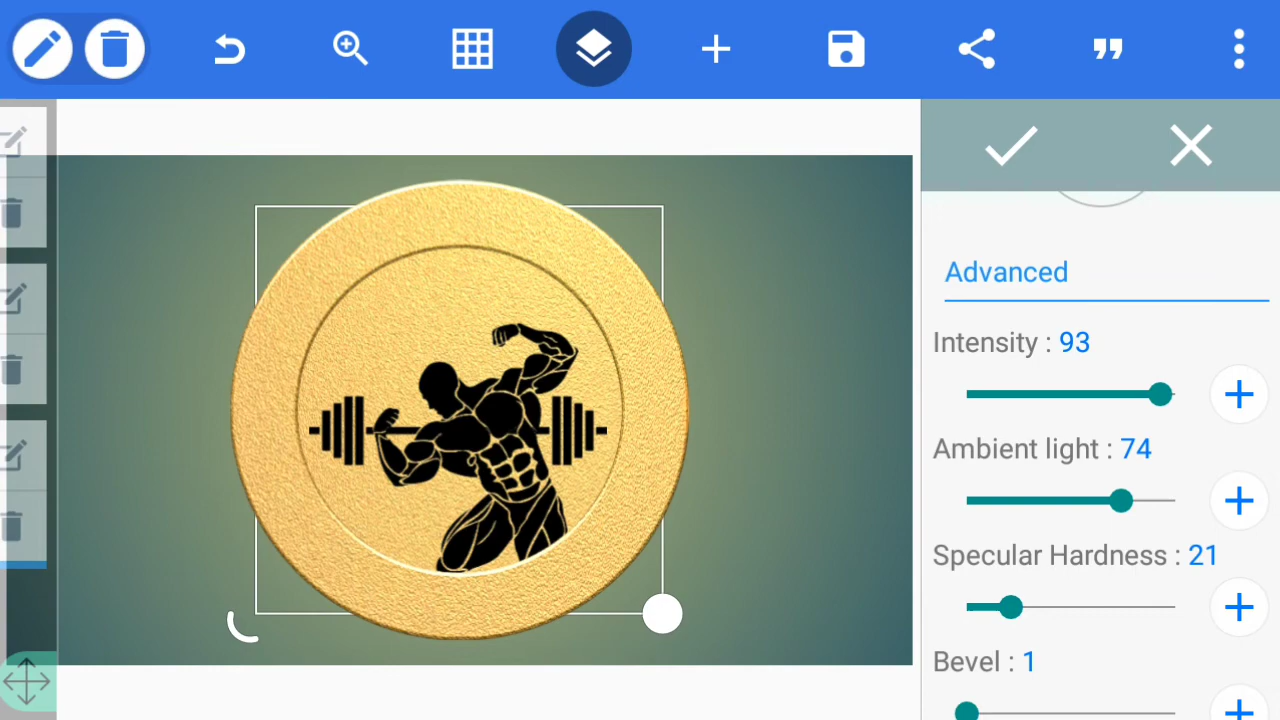 Advanced
Intensity : 93
Ambient light : 74
Specular Hardness : 21
Bevel : 1